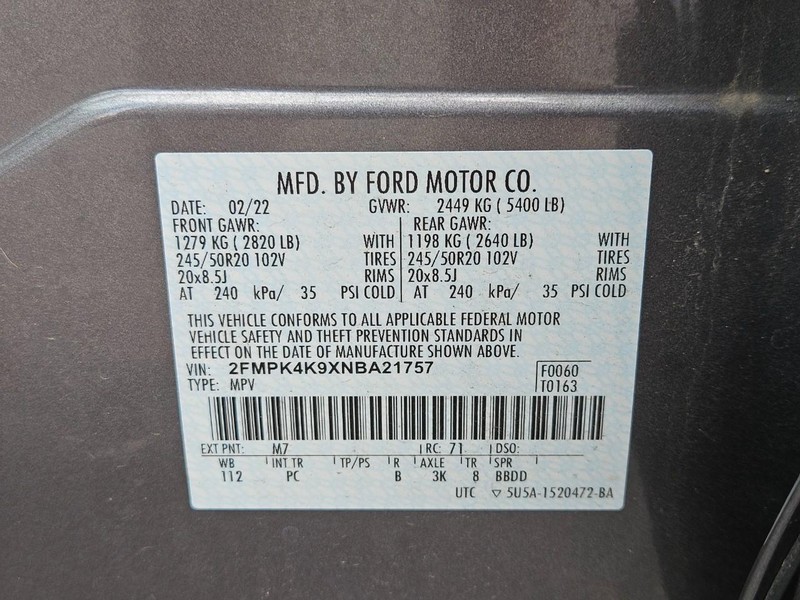 MFD. BY FORD MOTOR CO.
DATE: 02/22 GVWR: 2449 KG ( 5400 LB)
FRONT GAWR: REAR GAWR:
1279 KG ( 2820 LB) WITH 1198 KG ( 2640 LB) WITH
245/50R20 102V TIRES 245/50R20 102V TIRES
20x8.5J RIMS 20x8.5J RIMS
AT 240 kPa/ 35 PSI COLD AT 240 kPa/ 35 PSI COLD
THIS VEHICLE CONFORMS TO ALL APPLICABLE FEDERAL MOTOR
VEHICLE SAFETY AND THEFT PREVENTION STANDARDS IN
EFFECT ON THE DATE OF MANUFACTURE SHOWN ABOVE.
VIN: 2FMPK4K9XNBA21757 F0060
TYPE: MPV T0163
EXT PNT: M7 RC: 71 DSO:
WB INT TR TP/PS R AXLE TR SPR
112 PC B 3K 8 BBDD
UTC ▽ 5U5A-1520472-BA